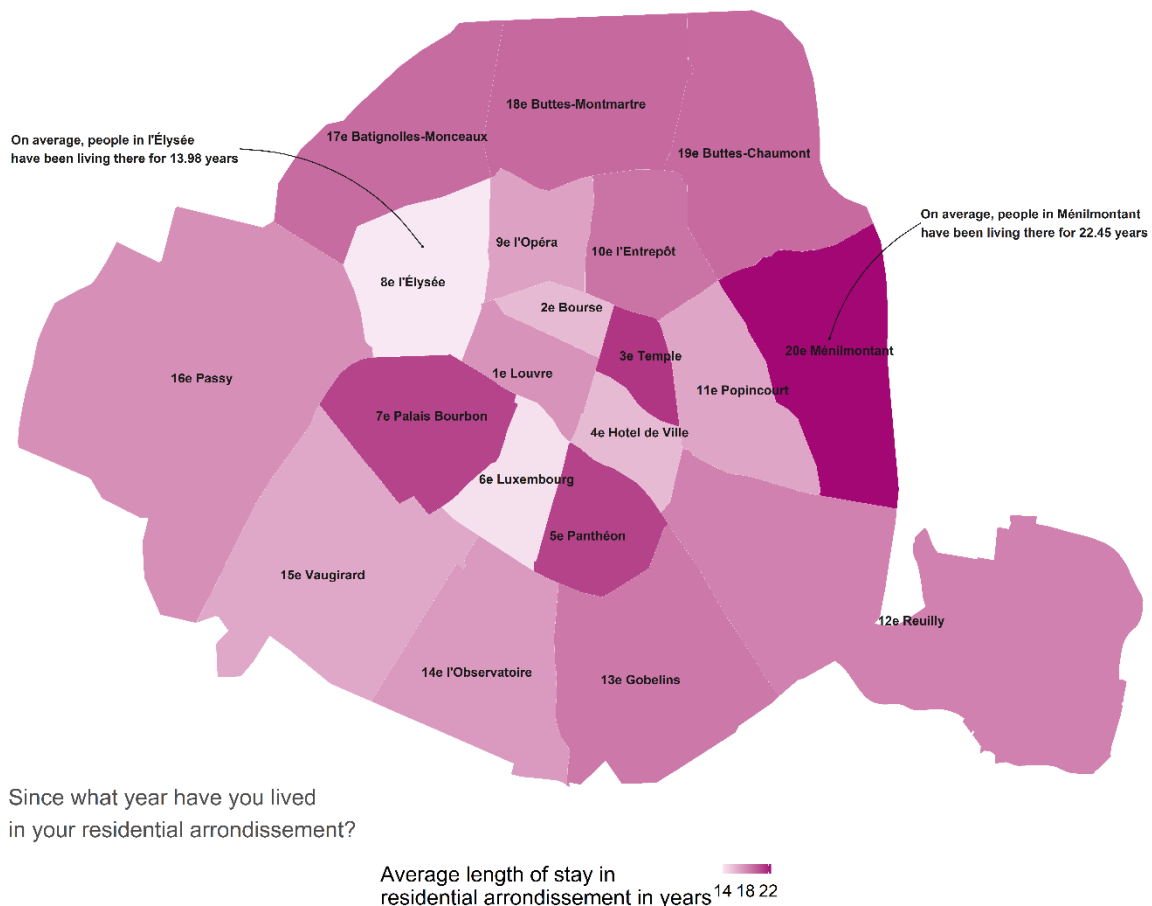 18e Buttes-Montmartre
17e Batignolles-Monceaux
On average, people in l'Élysée
have been living there for 13.98 years
19e Buttes-Chaumont
On average, people in Ménilmontant
have been living there for 22.45 years
9e l'Opéra
10e l'Entrepôt
8e l'Élysée
2e Bourse
3e Temple
20e Ménilmontant
1e Louvre
16e Passy
11e Popincourt
7e Palais Bourbon
4e Hotel de Ville
6e Luxembourg
5e Panthéon
15e Vaugirard
12e Reuilly
14e l'Observatoire
13e Gobelins
Since what year have you lived
in your residential arrondissement?
Average length of stay in
residential arrondissement in years
14 18 22